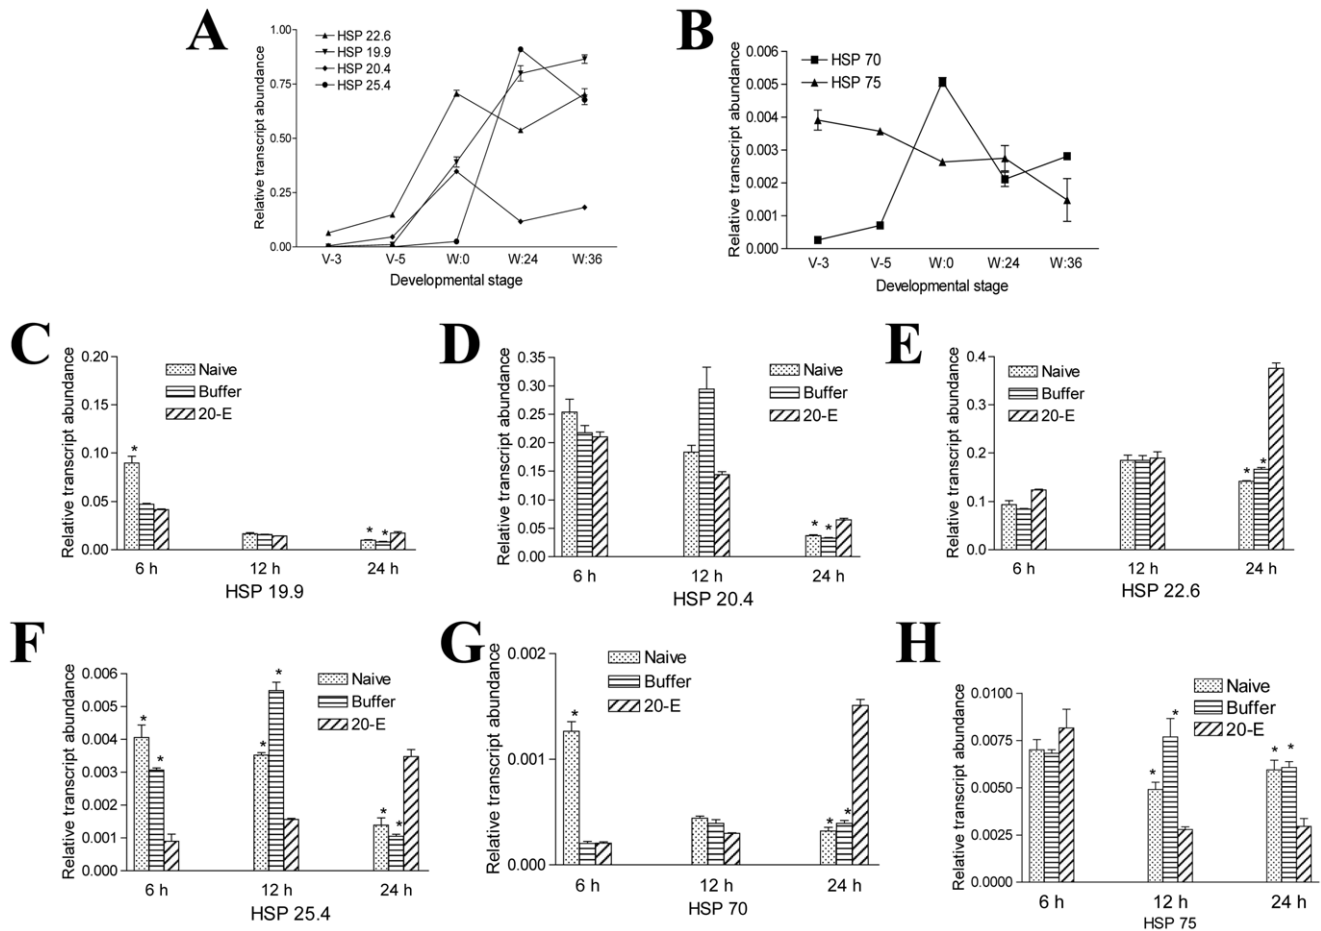 A
Relative transcript abundance
1.00
0.75
0.50
0.25
0.00
HSP 22.6
HSP 19.9
HSP 20.4
HSP 25.4
V-3 V-5 W:0 W:24 W:36
Developmental stage
B
Relative transcript abundance
0.006
0.005
0.004
0.003
0.002
0.001
0.000
HSP 70
HSP 75
V-3 V-5 W:0 W:24 W:36
Developmental stage
C
Relative transcript abundance
0.20
0.15
0.10
0.05
0.00
Naive
Buffer
20-E
*
* *
6 h 12 h 24 h
HSP 19.9
D
Relative transcript abundance
0.35
0.30
0.25
0.20
0.15
0.10
0.05
0.00
Naive
Buffer
20-E
* *
6 h 12 h 24 h
HSP 20.4
E
Relative transcript abundance
0.4
0.3
0.2
0.1
0.0
Naive
Buffer
20-E
* *
6 h 12 h 24 h
HSP 22.6
F
Relative transcript abundance
0.006
0.005
0.004
0.003
0.002
0.001
0.000
Naive
Buffer
20-E
* *
* *
* *
6 h 12 h 24 h
HSP 25.4
G
Relative transcript abundance
0.002
0.001
0.000
Naive
Buffer
20-E
*
* *
6 h 12 h 24 h
HSP 70
H
Relative transcript abundance
0.0100
0.0075
0.0050
0.0025
0.0000
Naive
Buffer
20-E
* *
* *
6 h 12 h 24 h
HSP 75